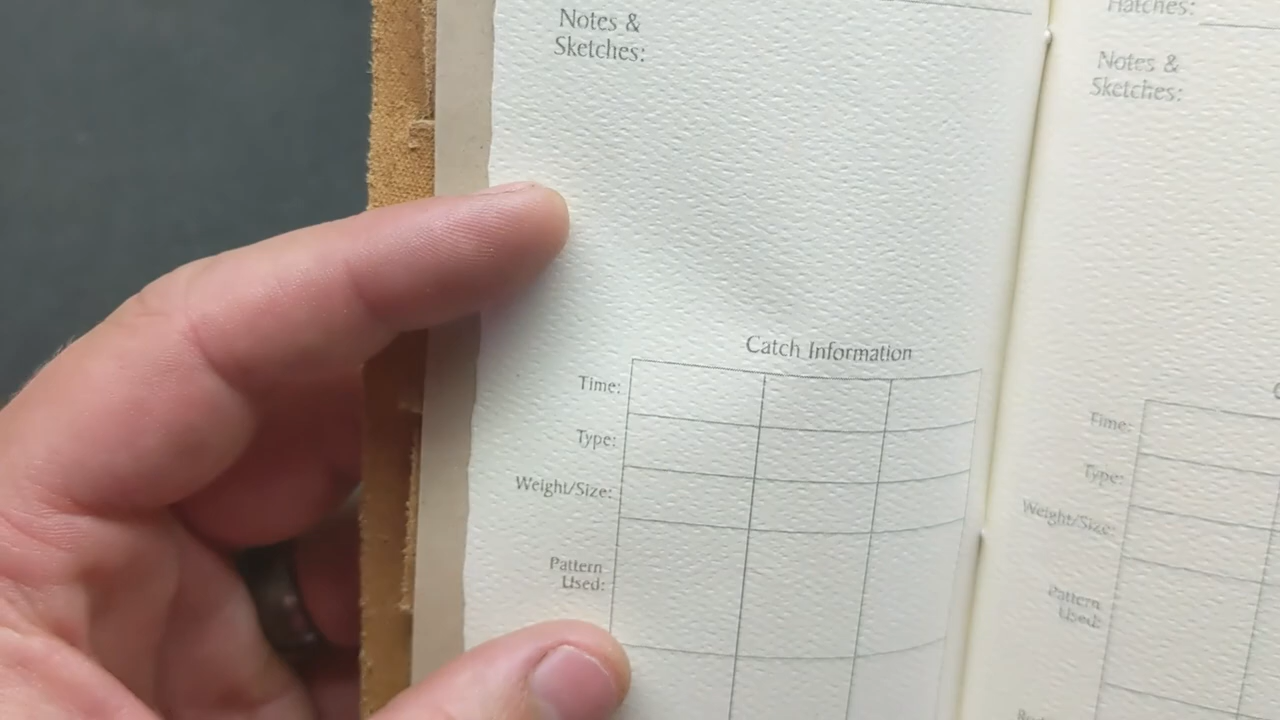 Notes &
Sketches:
Catch Information
Time:
Type:
Weight/Size:
Pattern
Used:
Hatches:
Notes &
Sketches:
Time:
Type:
Weight/Size:
Pattern
Used: